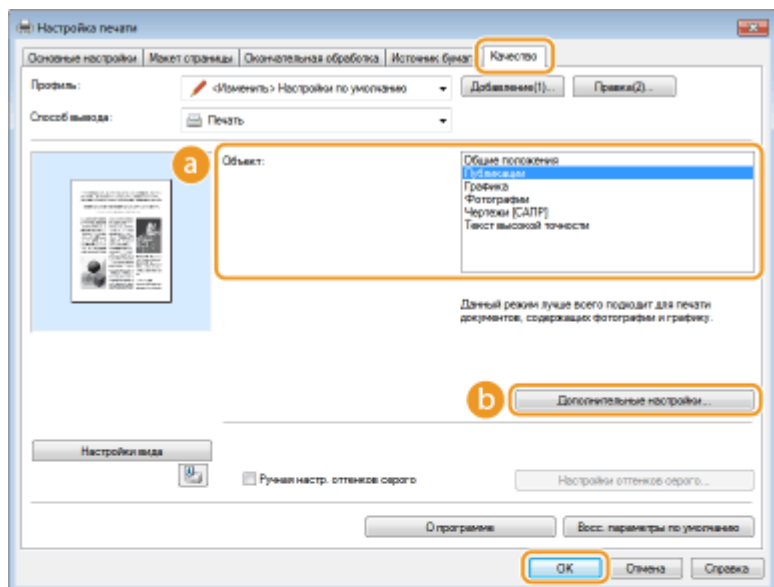 Настройка печати
Основные настройки Макет страницы Окончательная обработка Источник бумаг Качество
Профиль: <Изменить> Настройки по умолчанию Добавление(1)... Правка(2)...
Способ вывода: Печать
a Объект: Общие положения
Публикации
Графика
Фотографии
Чертежи [САПР]
Текст высокой точности
Данный режим лучше всего подходит для печати
документов, содержащих фотографии и графику.
b Дополнительные настройки...
Настройки вида
Ручная настр. оттенков серого Настройки оттенков серого...
О программе Восс. параметры по умолчанию
OK Отмена Справка